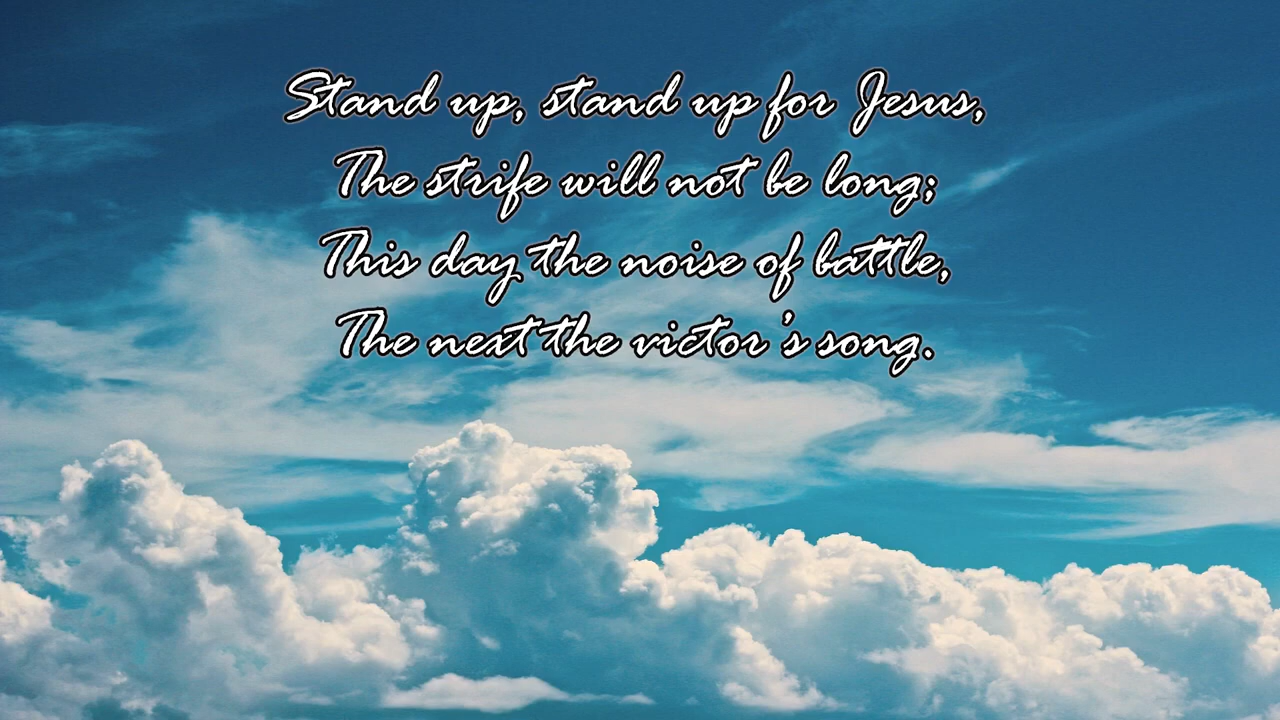 Stand up, stand up for Jesus,
The strife will not be long;
This day the noise of battle,
The next the victor's song.